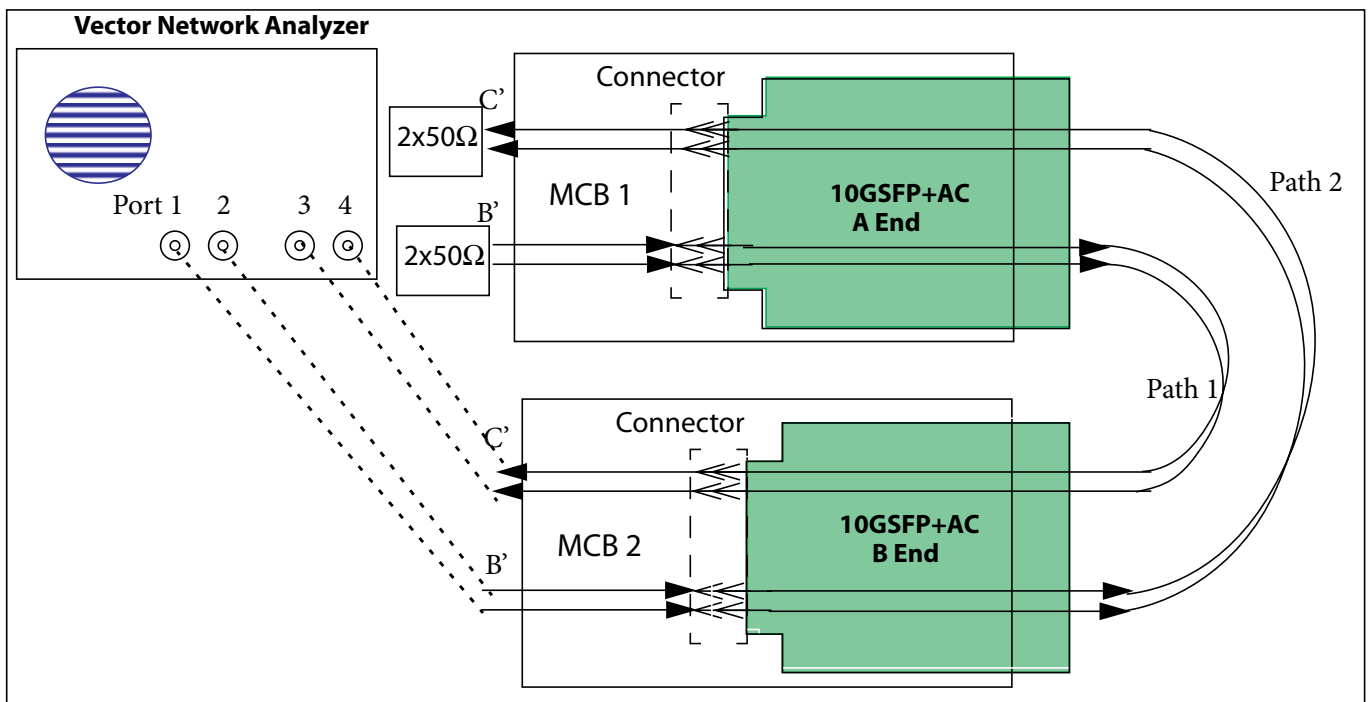 Vector Network Analyzer
Port 1 2 3 4
C’
2x50Ω
B’
2x50Ω
Connector
MCB 1
10GSFP+AC
A End
Path 2
Path 1
Connector
C’
MCB 2
B’
10GSFP+AC
B End